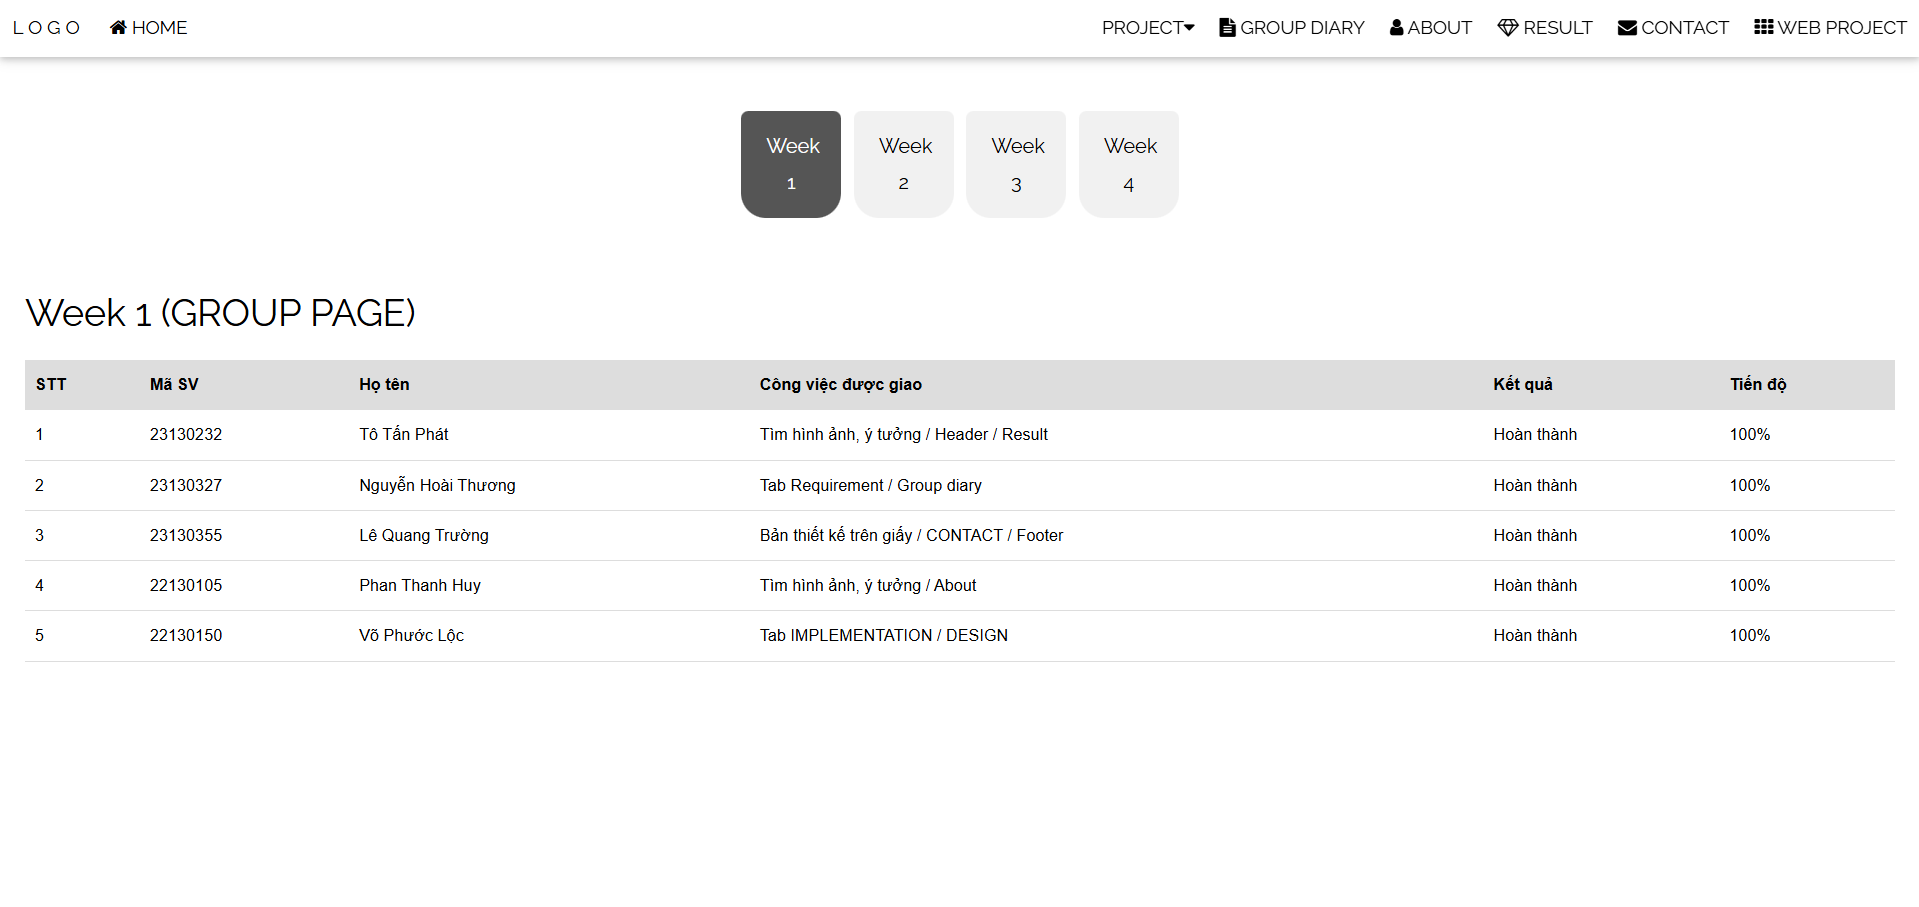 LOGO HOME PROJECT GROUP DIARY ABOUT RESULT CONTACT WEB PROJECT
Week 1
Week 2
Week 3
Week 4
Week 1 (GROUP PAGE)
STT Mã SV Họ tên Công việc được giao Kết quả Tiến độ
1 23130232 Tô Tấn Phát Tìm hình ảnh, ý tưởng / Header / Result Hoàn thành 100%
2 23130327 Nguyễn Hoài Thương Tab Requirement / Group diary Hoàn thành 100%
3 23130355 Lê Quang Trường Bản thiết kế trên giấy / CONTACT / Footer Hoàn thành 100%
4 22130105 Phan Thanh Huy Tìm hình ảnh, ý tưởng / About Hoàn thành 100%
5 22130150 Võ Phước Lộc Tab IMPLEMENTATION / DESIGN Hoàn thành 100%